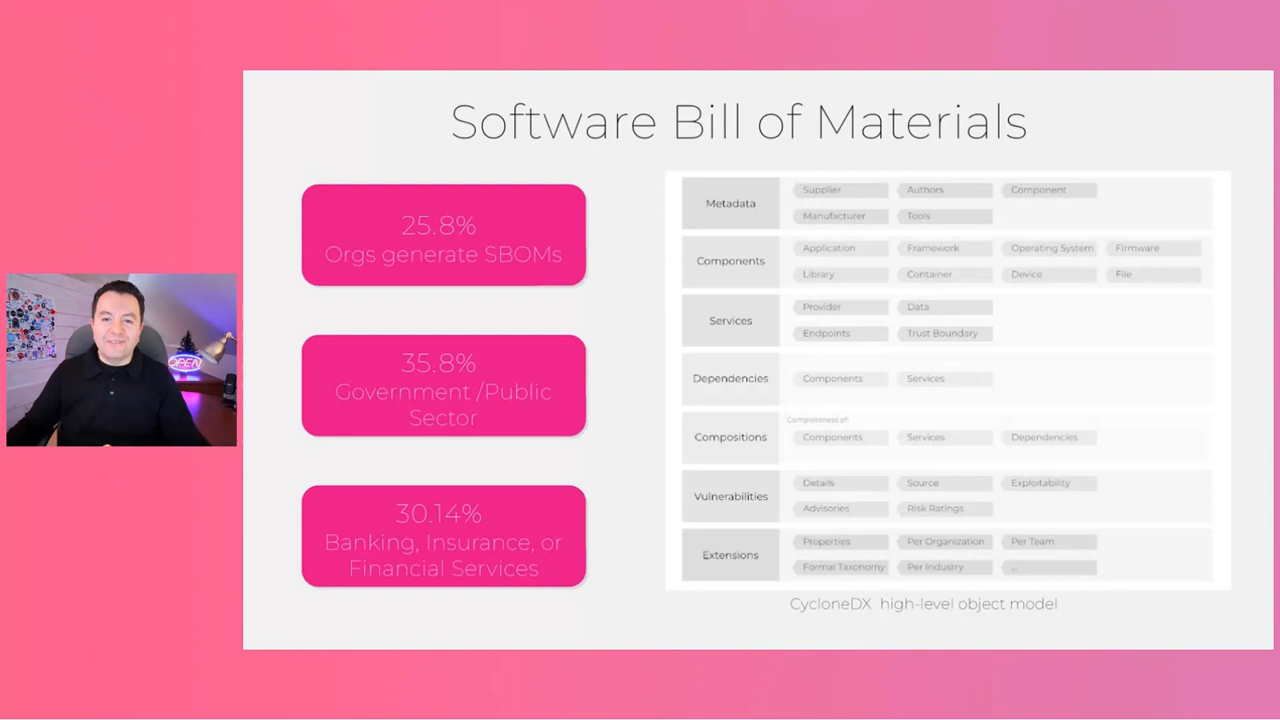 Software Bill of Materials
25.8%
Orgs generate SBOMs
35.8%
Government /Public
Sector
30.14%
Banking, Insurance, or
Financial Services
Metadata
Supplier Authors Component
Manufacturer Tools
Components
Application Framework Operating System Firmware
Library Container Device File
Services
Provider Data
Endpoints Trust Boundary
Dependencies
Components Services
Compositions
Completeness of:
Components Services Dependencies
Vulnerabilities
Details Source Exploitability
Advisories Risk Ratings
Extensions
Properties Per Organization Per Team
Formal Taxonomy Per Industry ...
CycloneDX high-level object model
OPEN